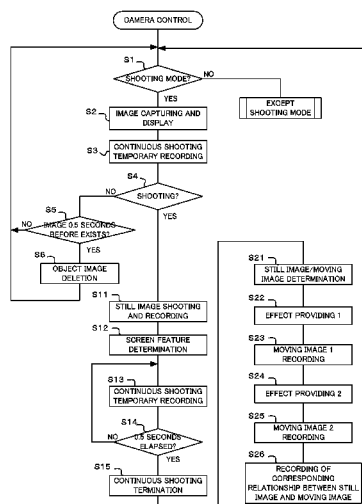 CAMERA CONTROL
S1
SHOOTING MODE?
NO
YES
EXCEPT
SHOOTING MODE
S2
IMAGE CAPTURING AND
DISPLAY
S3
CONTINUOUS SHOOTING
TEMPORARY RECORDING
S4
NO
SHOOTING?
YES
S5
NO
IMAGE 0.5 SECONDS
BEFORE EXISTS?
YES
S6
OBJECT IMAGE
DELETION
S11
STILL IMAGE SHOOTING
AND RECORDING
S12
SCREEN FEATURE
DETERMINATION
S13
CONTINUOUS SHOOTING
TEMPORARY RECORDING
S14
NO
0.5 SECONDS
ELAPSED?
YES
S15
CONTINUOUS SHOOTING
TERMINATION
S21
STILL IMAGE/MOVING
IMAGE DETERMINATION
S22
EFFECT PROVIDING 1
S23
MOVING IMAGE 1
RECORDING
S24
EFFECT PROVIDING 2
S25
MOVING IMAGE 2
RECORDING
S26
RECORDING OF
CORRESPONDING
RELATIONSHIP BETWEEN STILL
IMAGE AND MOVING IMAGE